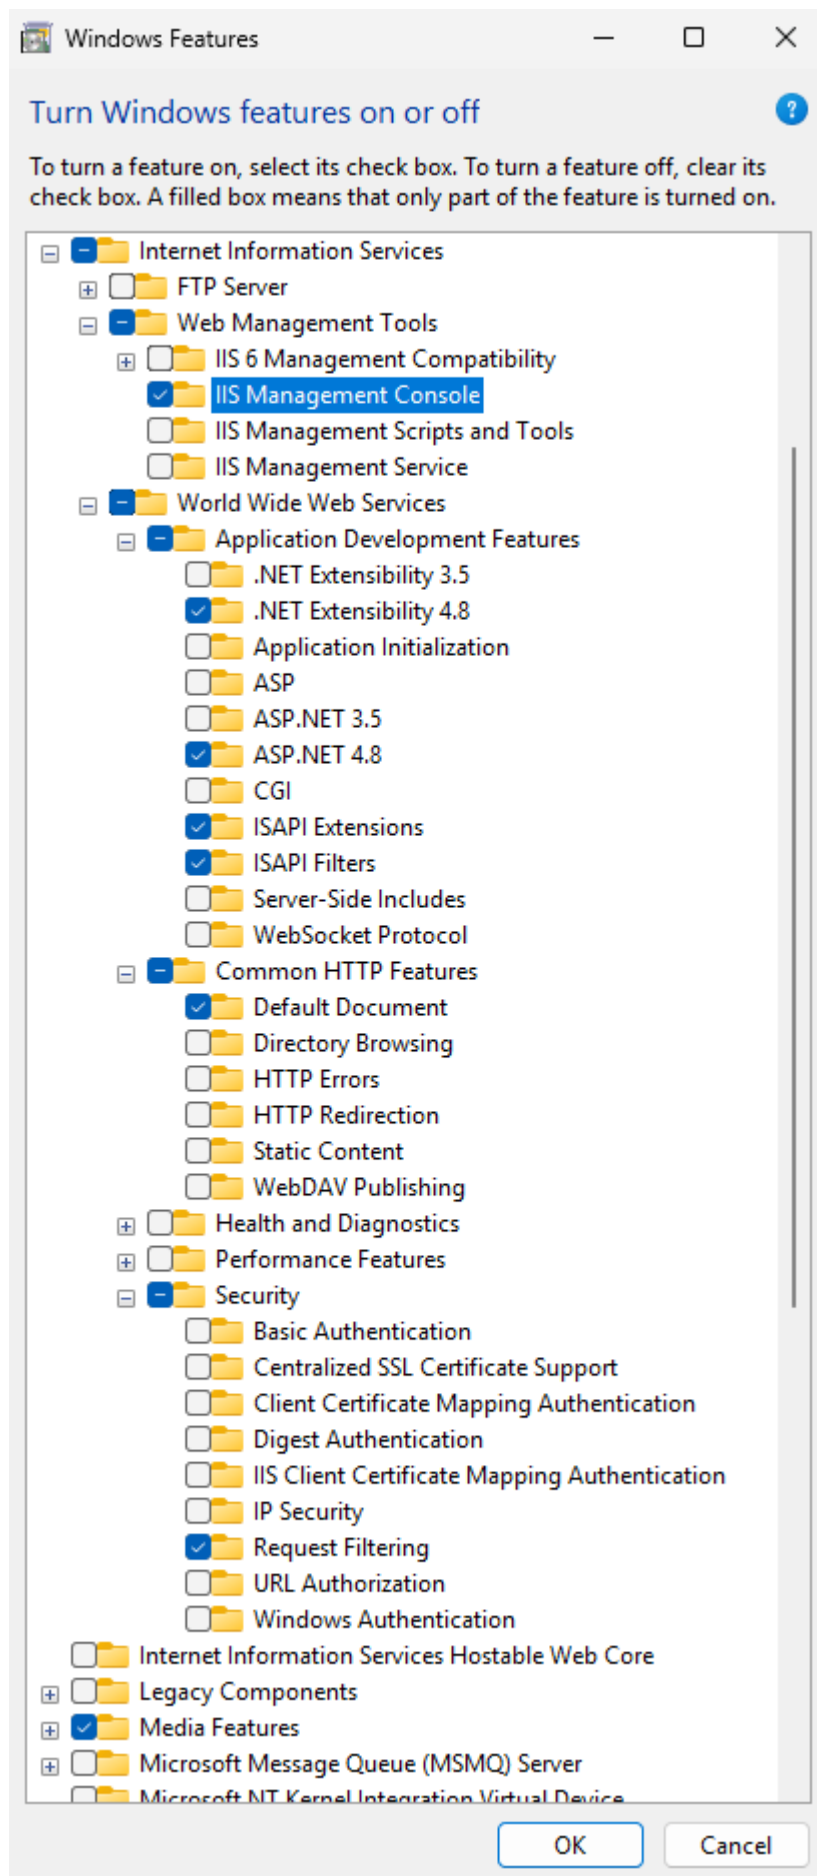 Windows Features
Turn Windows features on or off
To turn a feature on, select its check box. To turn a feature off, clear its
check box. A filled box means that only part of the feature is turned on.
Internet Information Services
FTP Server
Web Management Tools
IIS 6 Management Compatibility
IIS Management Console
IIS Management Scripts and Tools
IIS Management Service
World Wide Web Services
Application Development Features
.NET Extensibility 3.5
.NET Extensibility 4.8
Application Initialization
ASP
ASP.NET 3.5
ASP.NET 4.8
CGI
ISAPI Extensions
ISAPI Filters
Server-Side Includes
WebSocket Protocol
Common HTTP Features
Default Document
Directory Browsing
HTTP Errors
HTTP Redirection
Static Content
WebDAV Publishing
Health and Diagnostics
Performance Features
Security
Basic Authentication
Centralized SSL Certificate Support
Client Certificate Mapping Authentication
Digest Authentication
IIS Client Certificate Mapping Authentication
IP Security
Request Filtering
URL Authorization
Windows Authentication
Internet Information Services Hostable Web Core
Legacy Components
Media Features
Microsoft Message Queue (MSMQ) Server
Microsoft NT Kernel Integration Virtual Device
OK
Cancel